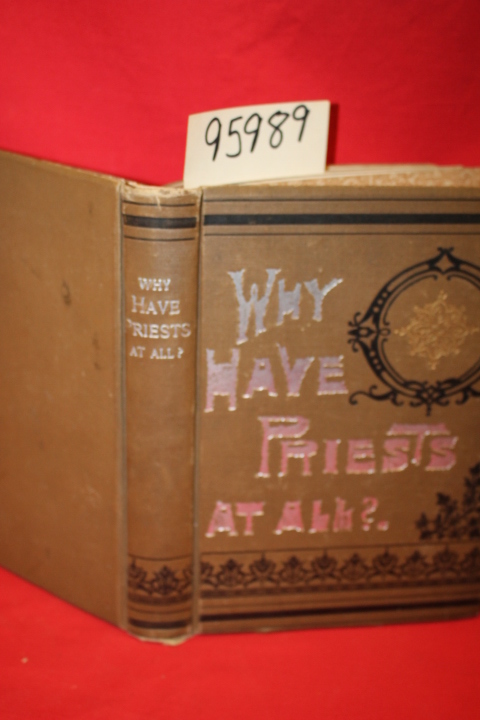 95989
WHY
HAVE
PRIESTS
AT ALL?
WHY
HAVE
PRIESTS
AT ALL?.